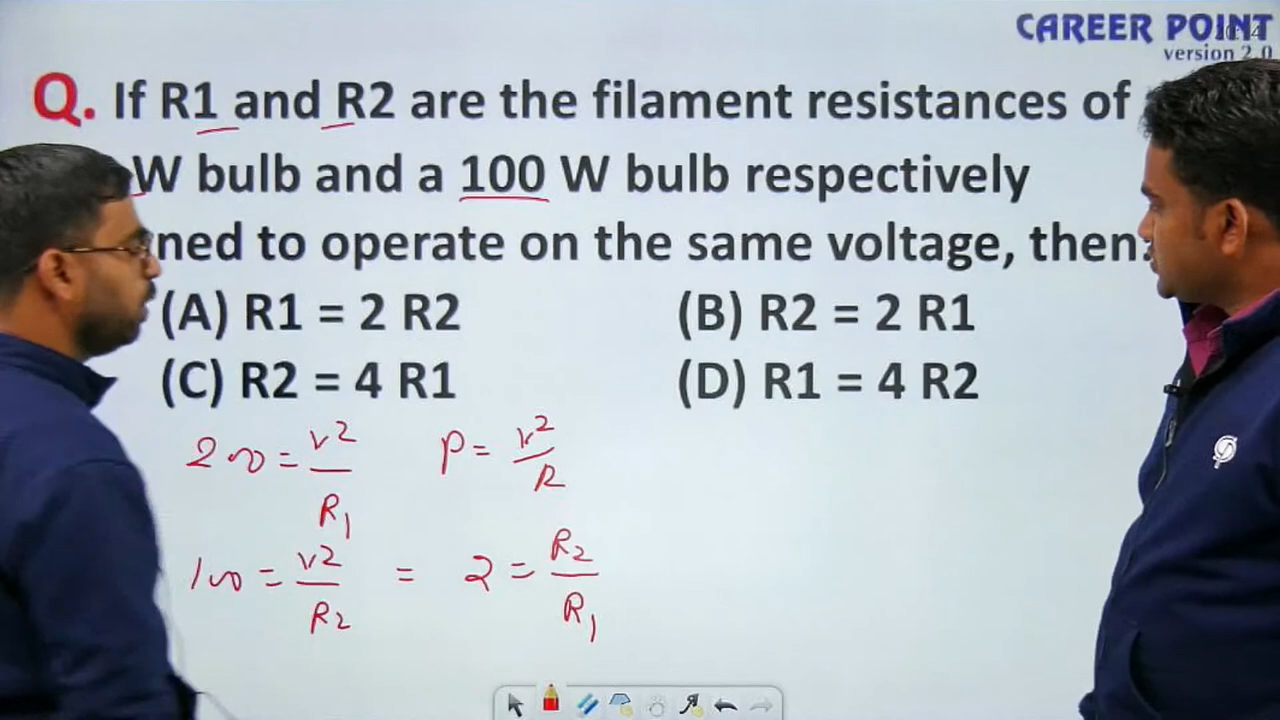 CAREER POINT
version 2.0
Q. If R1 and R2 are the filament resistances of
W bulb and a 100 W bulb respectively
ned to operate on the same voltage, then:
(A) R1 = 2 R2 (B) R2 = 2 R1
(C) R2 = 4 R1 (D) R1 = 4 R2
200 = V2/R1 P = V2/R
100 = V2/R2 = 2 = R2/R1